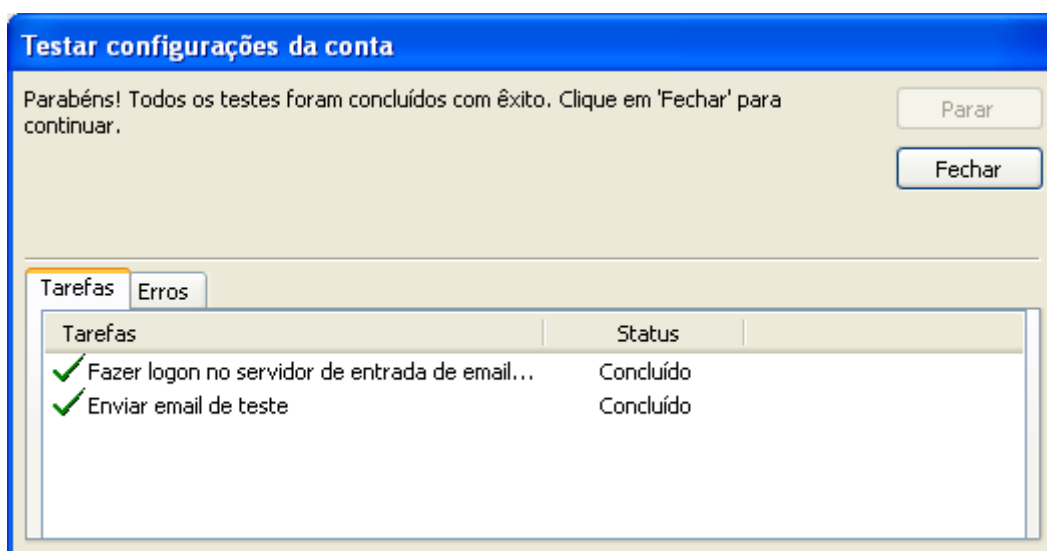 Testar configurações da conta
Parabéns! Todos os testes foram concluídos com êxito. Clique em 'Fechar' para
continuar.
Parar
Fechar
Tarefas Erros
Tarefas Status
Fazer logon no servidor de entrada de email... Concluído
Enviar email de teste Concluído